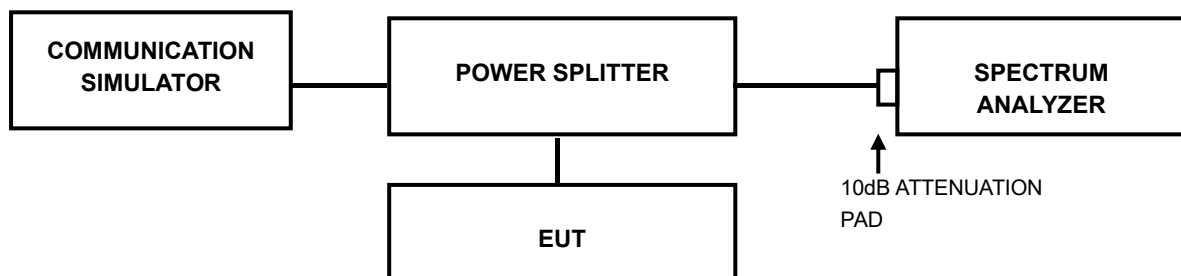 COMMUNICATION
SIMULATOR
POWER SPLITTER
SPECTRUM
ANALYZER
10dB ATTENUATION
PAD
EUT